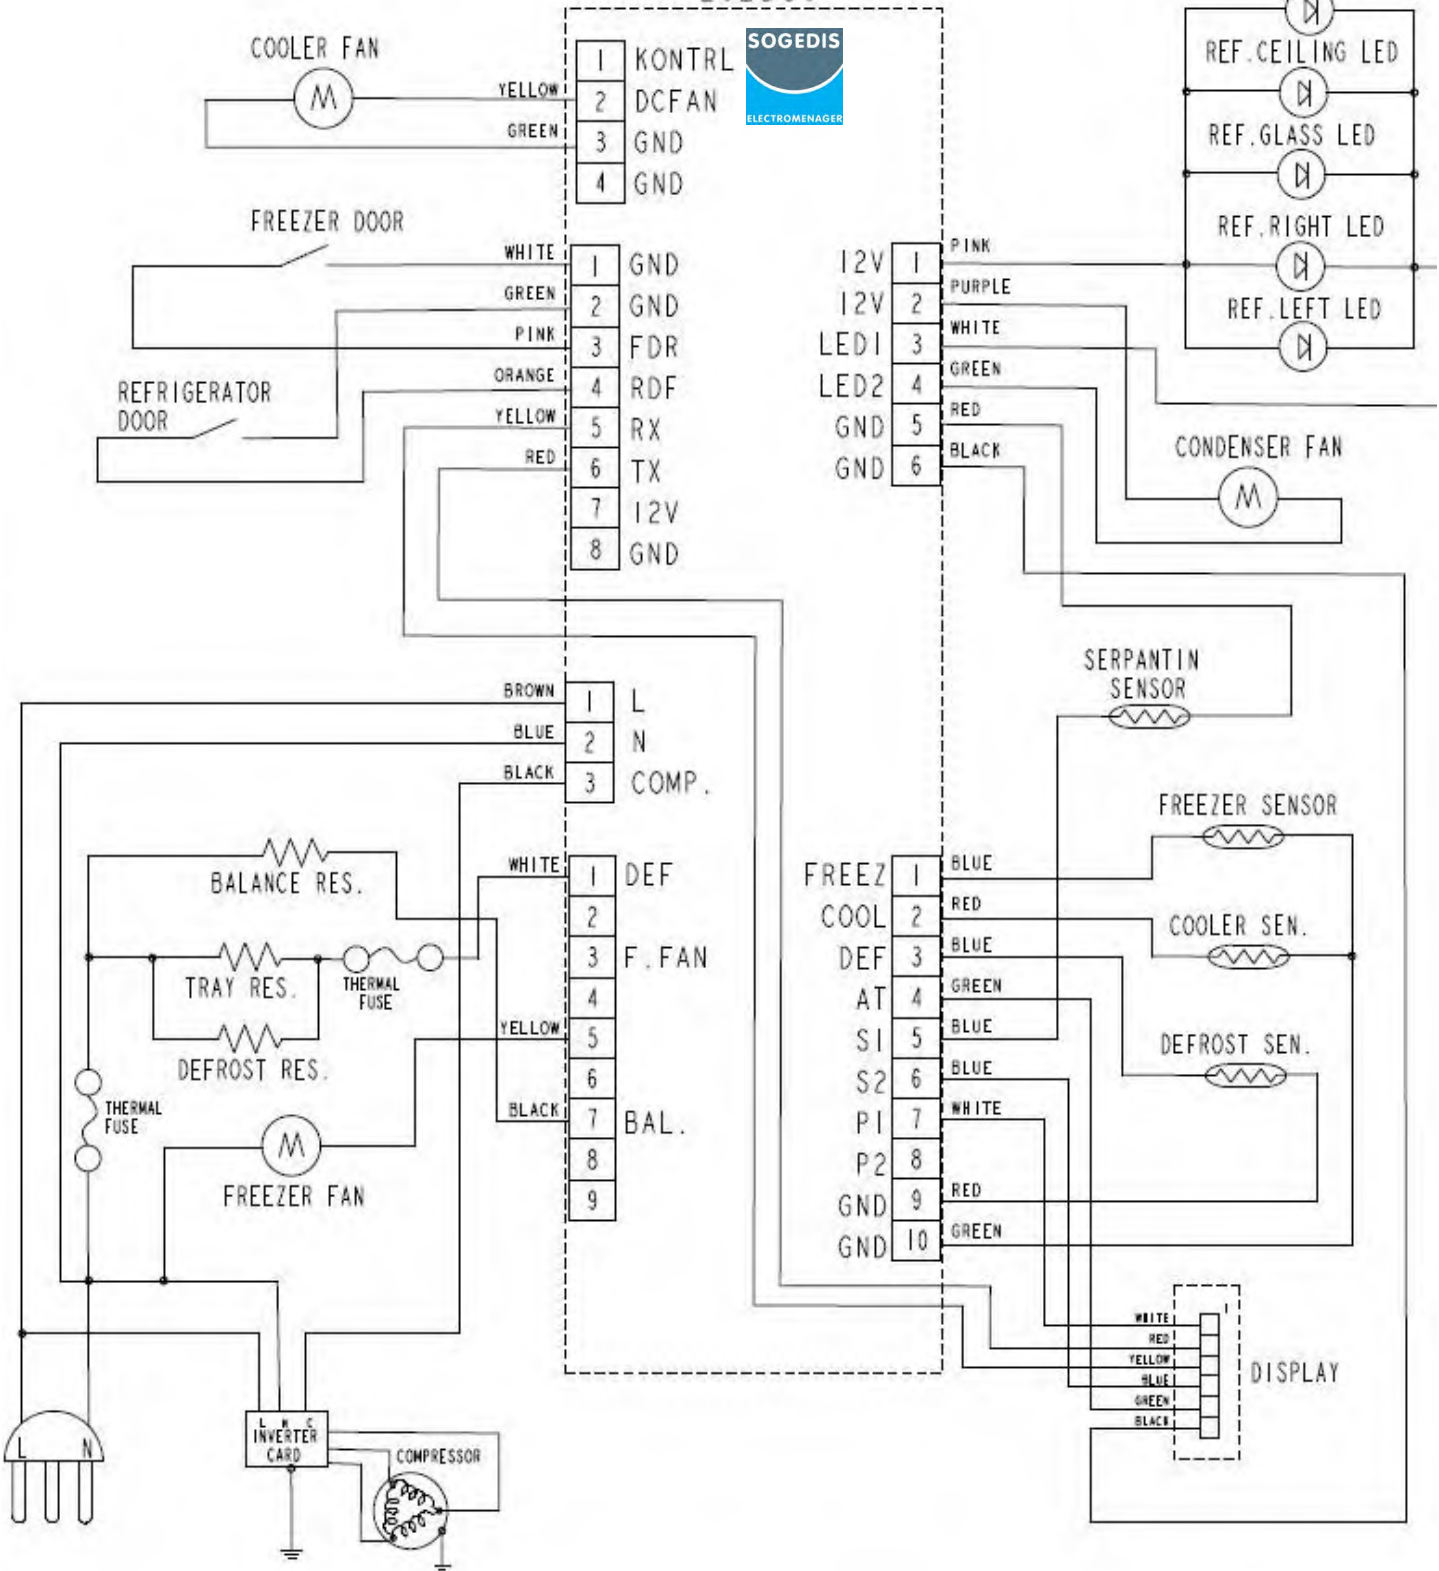 COOLER FAN
M
YELLOW
GREEN
1 KONTRL
2 DCFAN
3 GND
4 GND
SOGEDIS
ELECTROMENAGER
FREEZER DOOR
REFRIGERATOR
DOOR
WHITE
GREEN
PINK
ORANGE
YELLOW
RED
1 GND
2 GND
3 FDR
4 RDF
5 RX
6 TX
7 12V
8 GND
12V 1 PINK
12V 2 PURPLE
LED1 3 WHITE
LED2 4 GREEN
GND 5 RED
GND 6 BLACK
REF.CEILING LED
REF.GLASS LED
REF.RIGHT LED
REF.LEFT LED
CONDENSER FAN
M
SERPANTIN
SENSOR
BROWN 1 L
BLUE 2 N
BLACK 3 COMP.
BALANCE RES.
TRAY RES.
THERMAL
FUSE
DEFROST RES.
THERMAL
FUSE
M
FREEZER FAN
WHITE 1 DEF
2
3 F.FAN
4
YELLOW 5
6
BLACK 7 BAL.
8
9
FREEZ 1 BLUE
COOL 2 RED
DEF 3 BLUE
AT 4 GREEN
S1 5 BLUE
S2 6 BLUE
P1 7 WHITE
P2 8
GND 9 RED
GND 10 GREEN
FREEZER SENSOR
COOLER SEN.
DEFROST SEN.
1
WHITE
RED
YELLOW
BLUE
GREEN
BLACK
DISPLAY
L N
L N C
INVERTER
CARD
COMPRESSOR